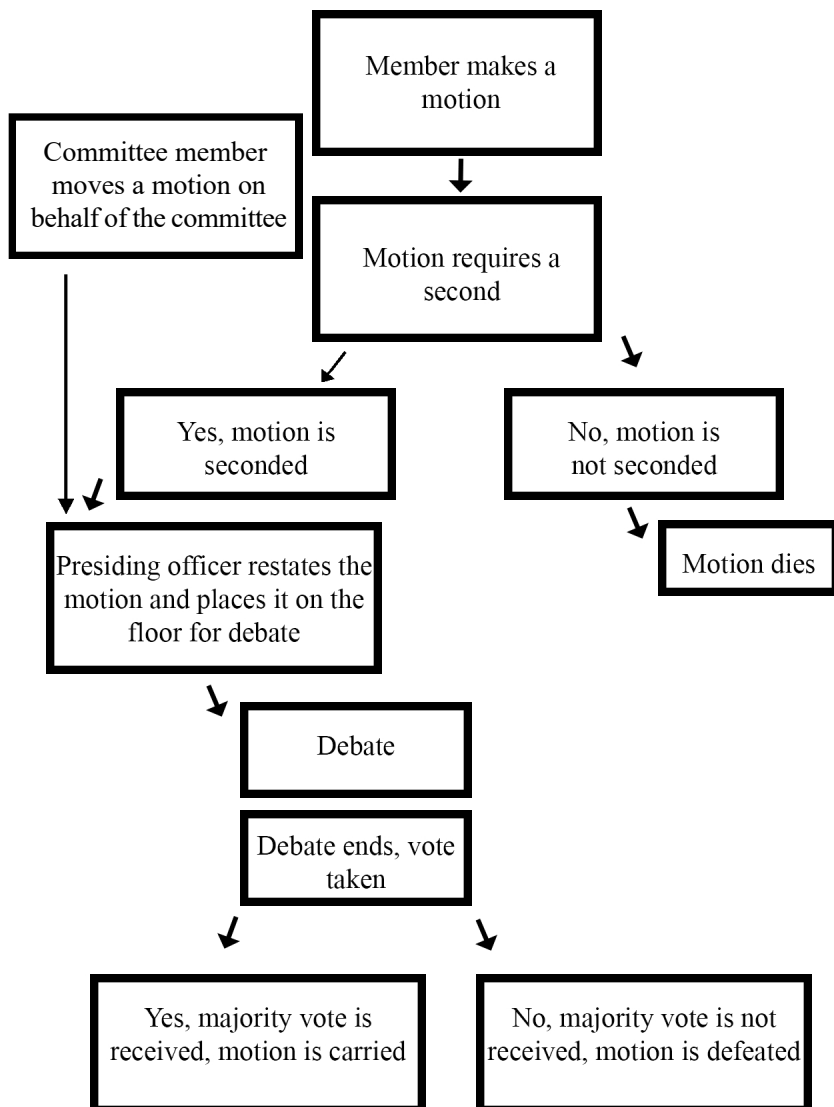 Member makes a
motion
Committee member
moves a motion on
behalf of the committee
Motion requires a
second
Yes, motion is
seconded
No, motion is
not seconded
Presiding officer restates the
motion and places it on the
floor for debate
Motion dies
Debate
Debate ends, vote
taken
Yes, majority vote is
received, motion is carried
No, majority vote is not
received, motion is defeated